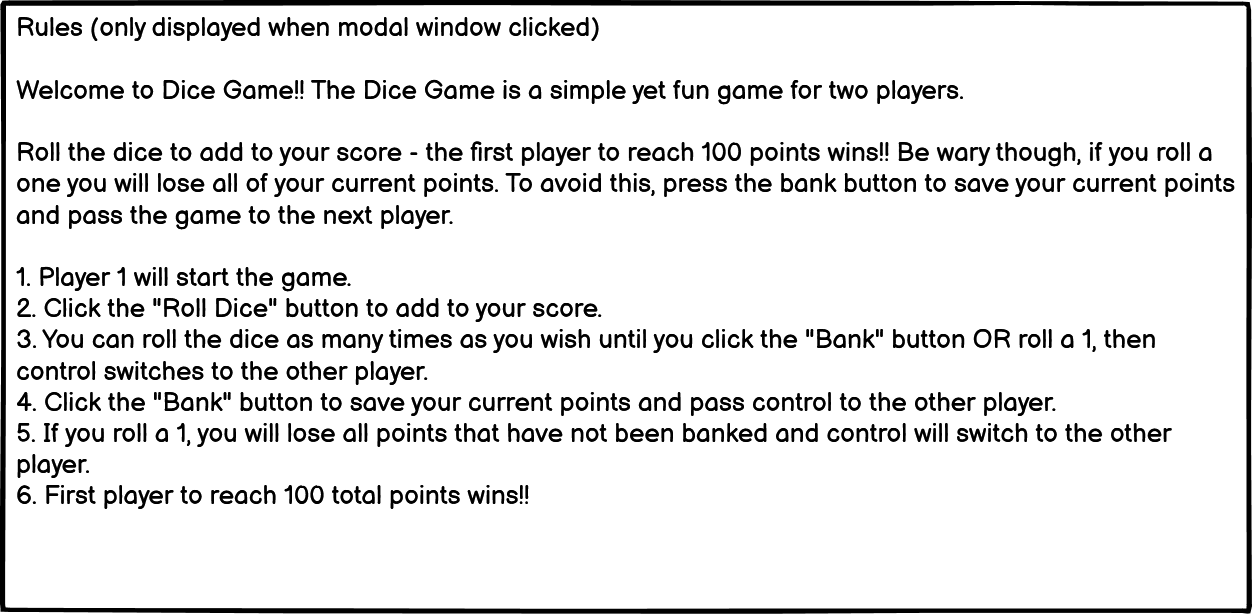 Rules (only displayed when modal window clicked)
Welcome to Dice Game!! The Dice Game is a simple yet fun game for two players.
Roll the dice to add to your score - the first player to reach 100 points wins!! Be wary though, if you roll a
one you will lose all of your current points. To avoid this, press the bank button to save your current points
and pass the game to the next player.
1. Player 1 will start the game.
2. Click the "Roll Dice" button to add to your score.
3. You can roll the dice as many times as you wish until you click the "Bank" button OR roll a 1, then
control switches to the other player.
4. Click the "Bank" button to save your current points and pass control to the other player.
5. If you roll a 1, you will lose all points that have not been banked and control will switch to the other
player.
6. First player to reach 100 total points wins!!